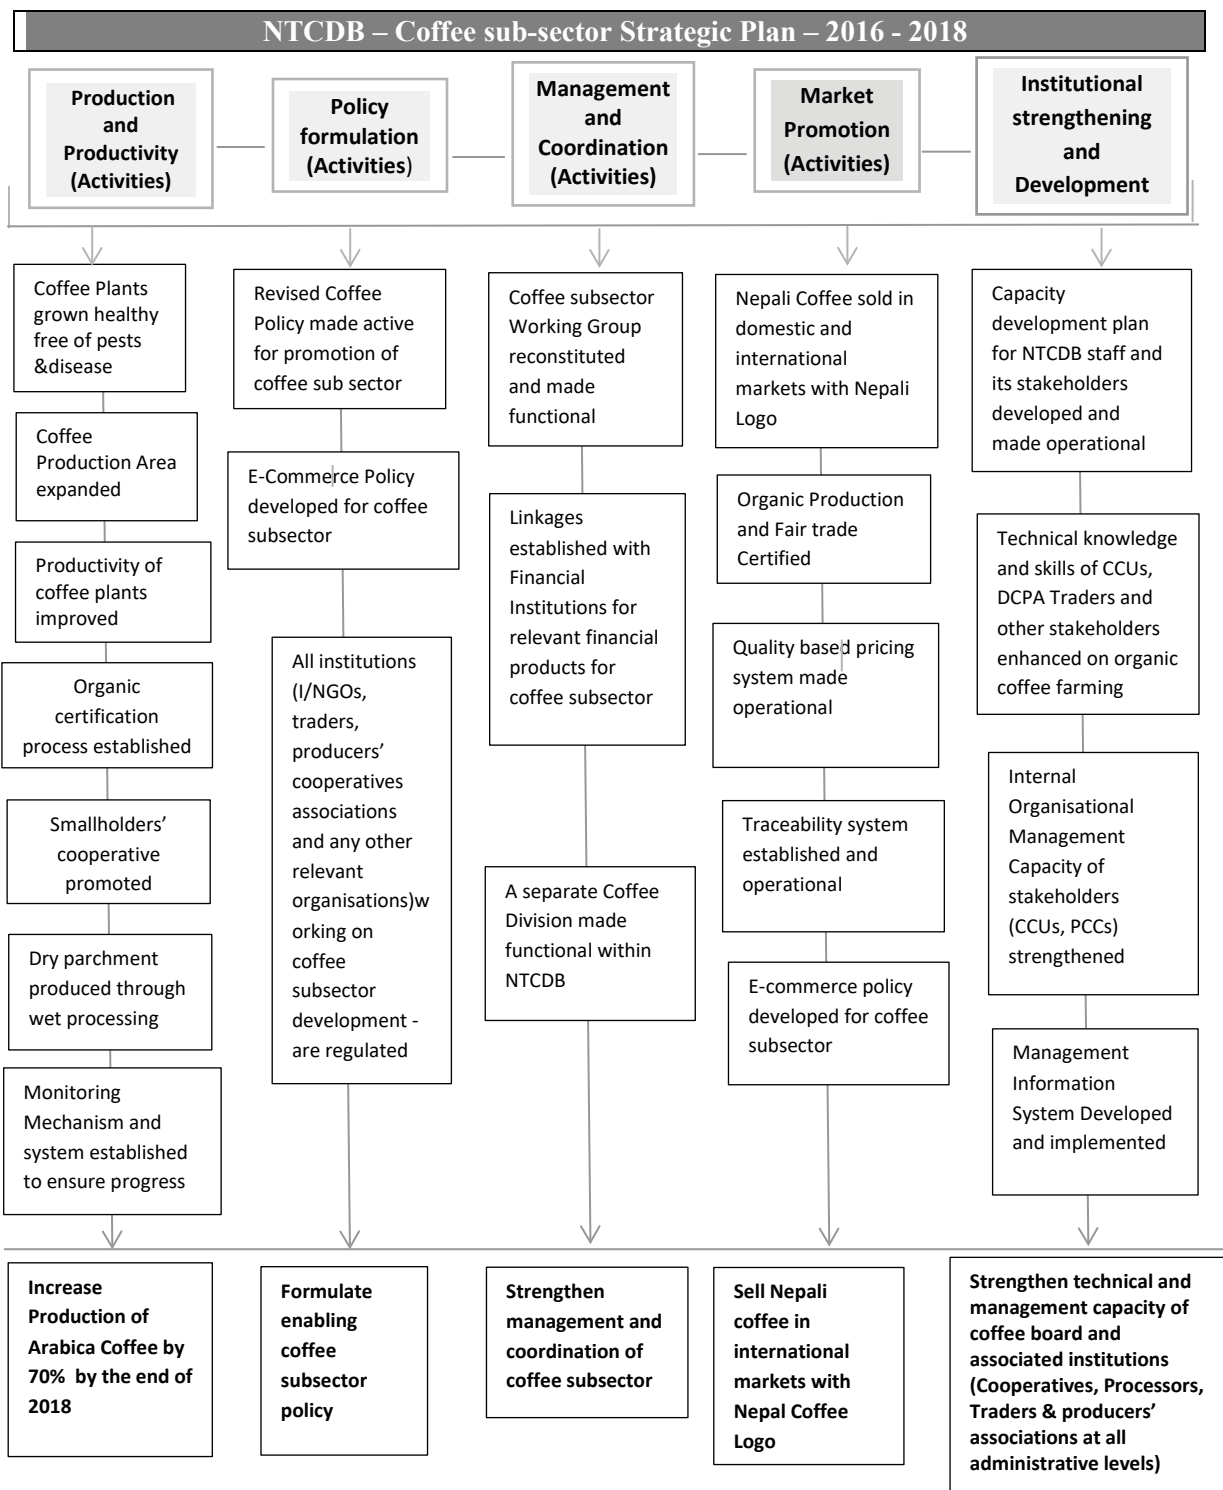 NTCDB – Coffee sub-sector Strategic Plan – 2016 - 2018
Production
and
Productivity
(Activities)
Policy
formulation
(Activities)
Management
and
Coordination
(Activities)
Market
Promotion
(Activities)
Institutional
strengthening
and
Development
Coffee Plants
grown healthy
free of pests
&disease
Coffee
Production Area
expanded
Productivity of
coffee plants
improved
Organic
certification
process established
Smallholders’
cooperative
promoted
Dry parchment
produced through
wet processing
Monitoring
Mechanism and
system established
to ensure progress
Increase
Production of
Arabica Coffee by
70% by the end of
2018
Revised Coffee
Policy made active
for promotion of
coffee sub sector
E-Commerce Policy
developed for coffee
subsector
All institutions
(I/NGOs,
traders,
producers’
cooperatives
associations
and any other
relevant
organisations)w
orking on
coffee
subsector
development -
are regulated
Formulate
enabling
coffee
subsector
policy
Coffee subsector
Working Group
reconstituted
and made
functional
Linkages
established with
Financial
Institutions for
relevant financial
products for
coffee subsector
A separate Coffee
Division made
functional within
NTCDB
Strengthen
management and
coordination of
coffee subsector
Nepali Coffee sold in
domestic and
international
markets with Nepali
Logo
Organic Production
and Fair trade
Certified
Quality based pricing
system made
operational
Traceability system
established and
operational
E-commerce policy
developed for coffee
subsector
Sell Nepali
coffee in
international
markets with
Nepal Coffee
Logo
Capacity
development plan
for NTCDB staff and
its stakeholders
developed and
made operational
Technical knowledge
and skills of CCUs,
DCPA Traders and
other stakeholders
enhanced on organic
coffee farming
Internal
Organisational
Management
Capacity of
stakeholders
(CCUs, PCCs)
strengthened
Management
Information
System Developed
and implemented
Strengthen technical and
management capacity of
coffee board and
associated institutions
(Cooperatives, Processors,
Traders & producers’
associations at all
administrative levels)